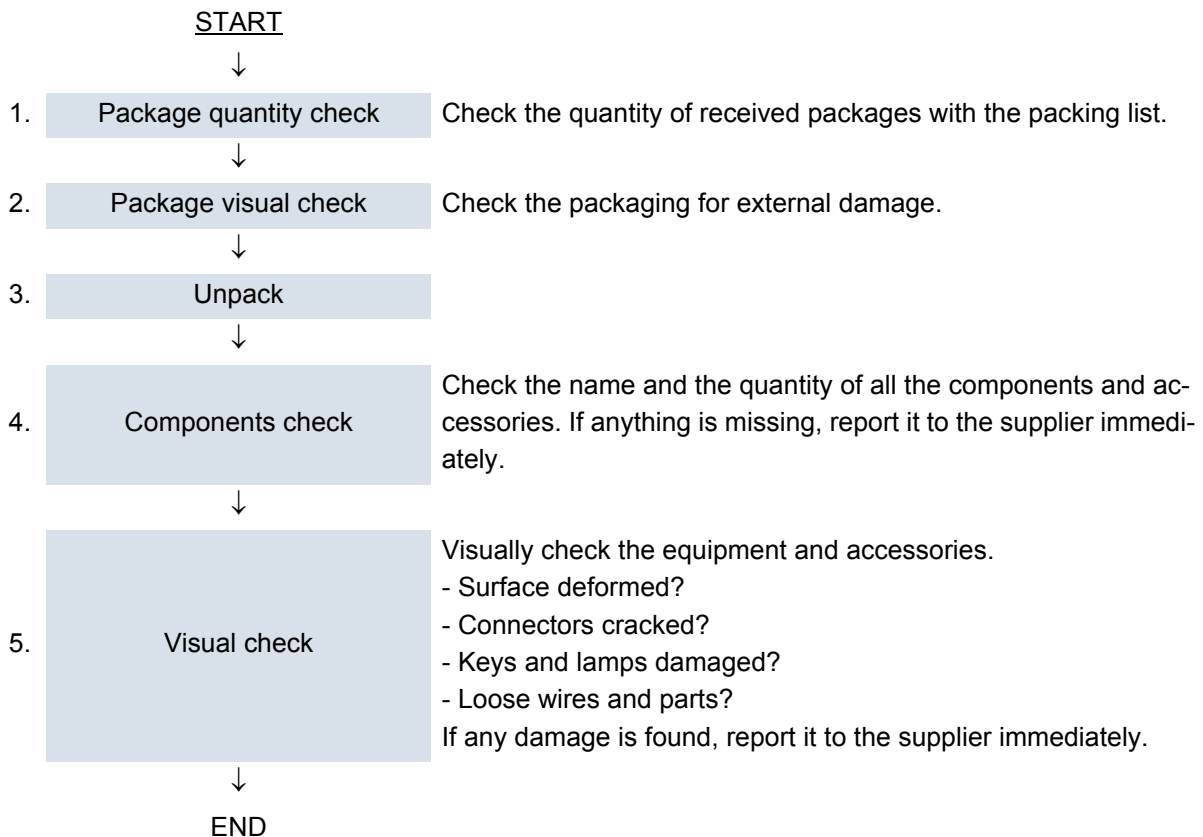 START
↓
1. Package quantity check Check the quantity of received packages with the packing list.
↓
2. Package visual check Check the packaging for external damage.
↓
3. Unpack
↓
Check the name and the quantity of all the components and ac-
4. Components check cessories. If anything is missing, report it to the supplier immedi-
ately.
↓
Visually check the equipment and accessories.
- Surface deformed?
- Connectors cracked?
5. Visual check
- Keys and lamps damaged?
- Loose wires and parts?
If any damage is found, report it to the supplier immediately.
↓
END